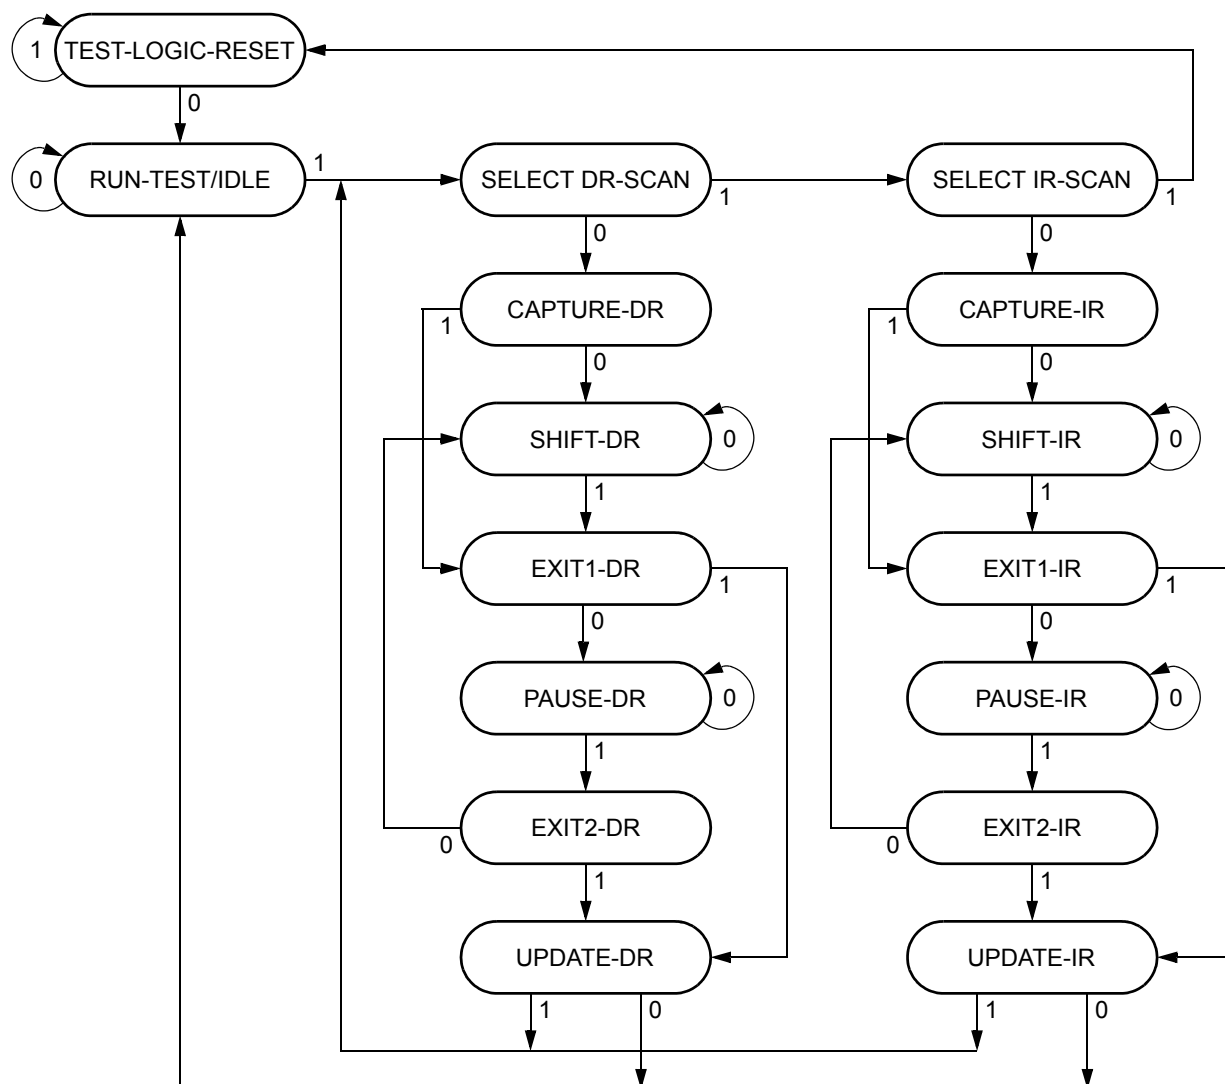 1 TEST-LOGIC-RESET
0
0 RUN-TEST/IDLE 1 SELECT DR-SCAN 1 SELECT IR-SCAN 1
0 0
CAPTURE-DR CAPTURE-IR
1 1
0 0
SHIFT-DR 0 SHIFT-IR 0
1 1
EXIT1-DR 1 EXIT1-IR 1
0 0
PAUSE-DR 0 PAUSE-IR 0
1 1
EXIT2-DR EXIT2-IR
0 0
1 1
UPDATE-DR UPDATE-IR
1 0 1 0